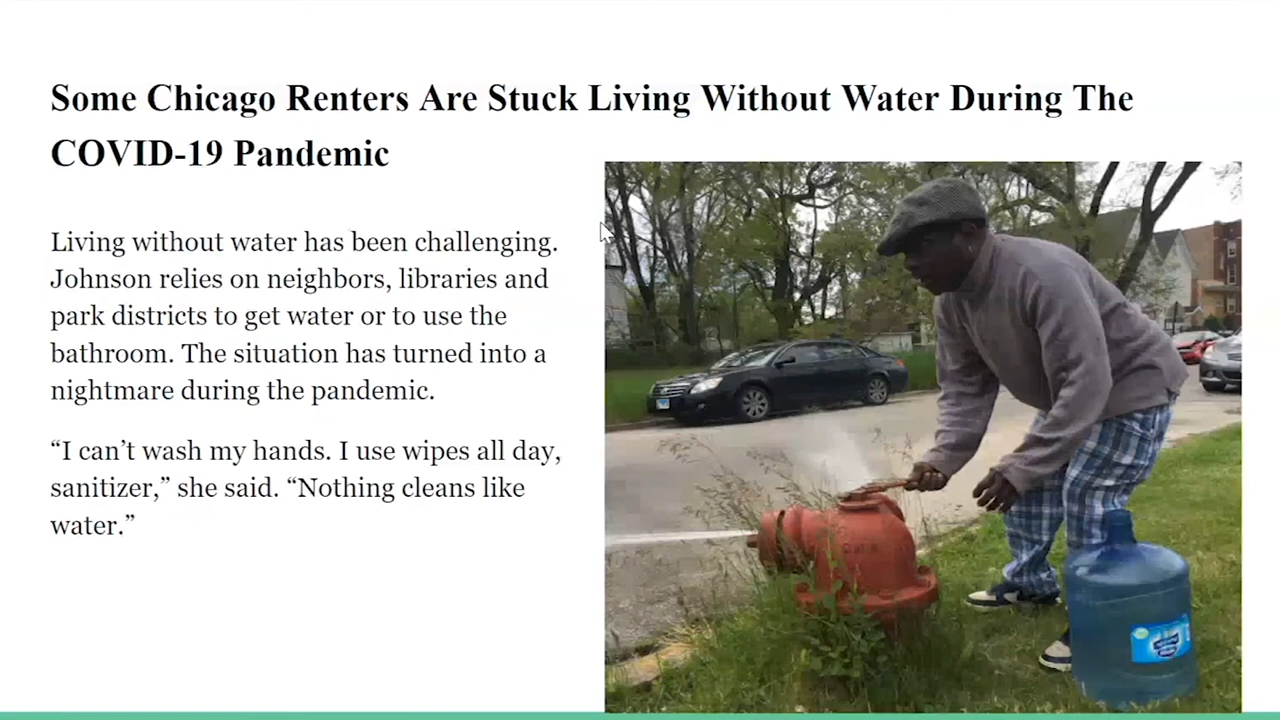 Some Chicago Renters Are Stuck Living Without Water During The
COVID-19 Pandemic
Living without water has been challenging.
Johnson relies on neighbors, libraries and
park districts to get water or to use the
bathroom. The situation has turned into a
nightmare during the pandemic.
“I can’t wash my hands. I use wipes all day,
sanitizer,” she said. “Nothing cleans like
water.”